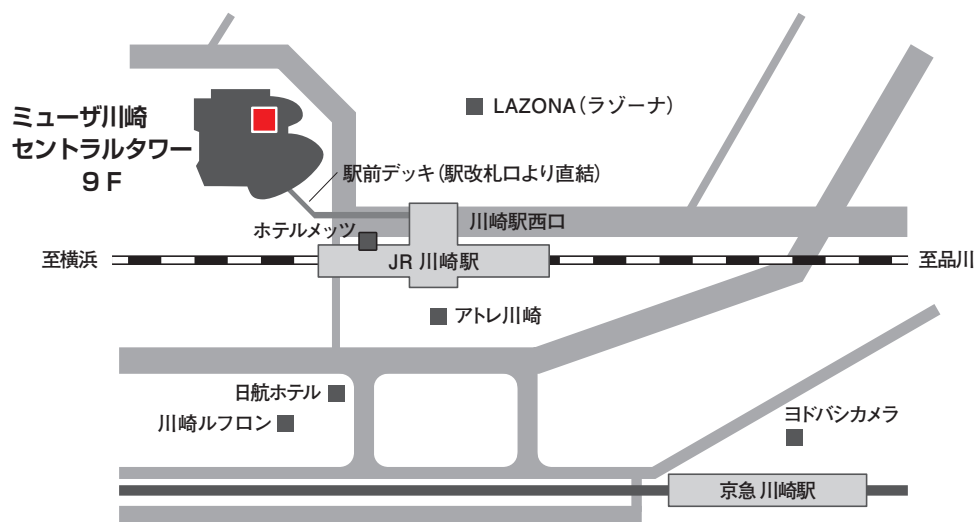 LAZONA（ラゾーナ）
ミューザ川崎
セントラルタワー
9F
駅前デッキ（駅改札口より直結）
川崎駅西口
ホテルメッツ
至横浜
JR 川崎駅
至品川
アトレ川崎
日航ホテル
川崎ルフロン
ヨドバシカメラ
京急川崎駅